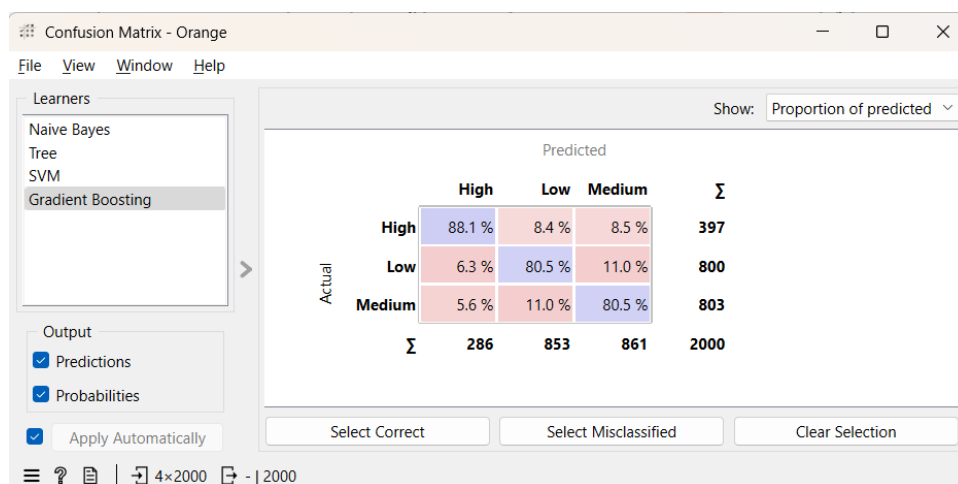 Confusion Matrix - Orange
File View Window Help
Learners
Naive Bayes
Tree
SVM
Gradient Boosting
Output
Predictions
Probabilities
Apply Automatically
Show: Proportion of predicted
Predicted
High Low Medium Σ
Actual
High 88.1 % 8.4 % 8.5 % 397
Low 6.3 % 80.5 % 11.0 % 800
Medium 5.6 % 11.0 % 80.5 % 803
Σ 286 853 861 2000
Select Correct Select Misclassified Clear Selection
? 4×2000 - | 2000